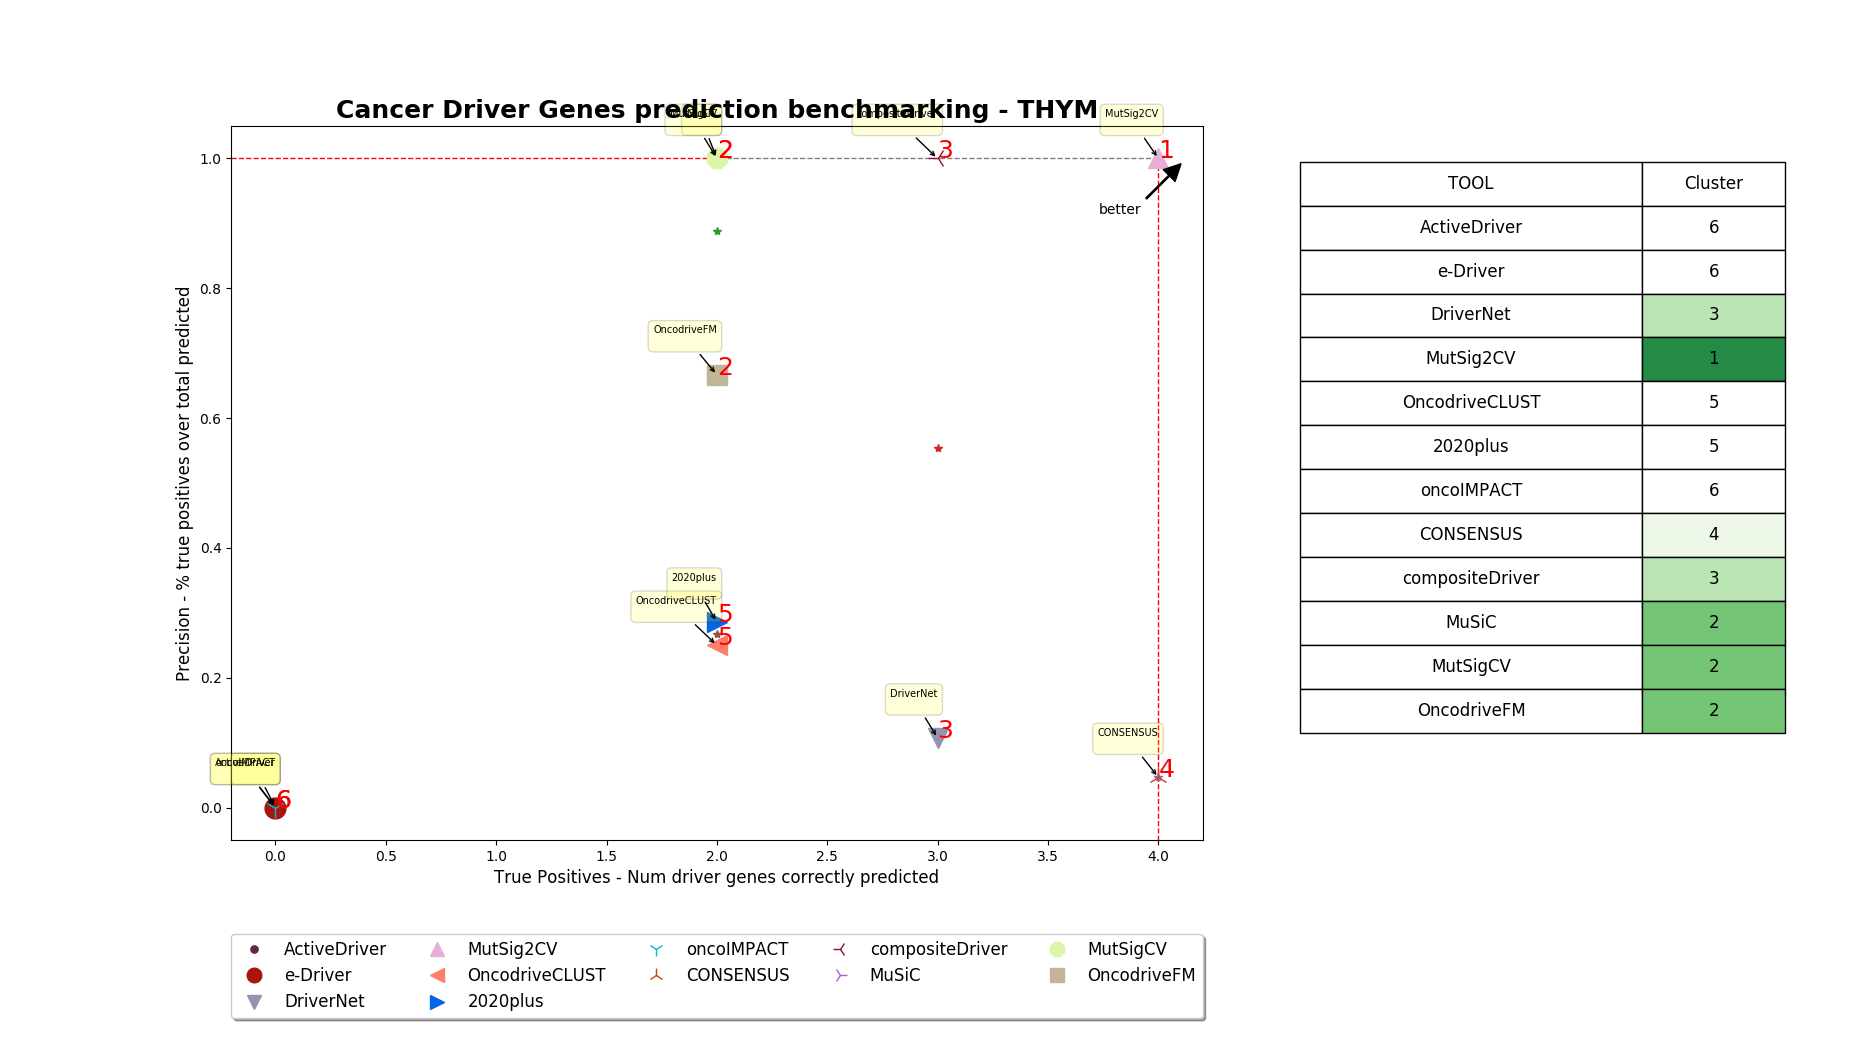 Cancer Driver Genes prediction benchmarking - THYM
MutSigCV
compositeDriver
MutSig2CV
2
3
1
better
OncodriveFM
2
2020plus
OncodriveCLUST
5
5
DriverNet
3
CONSENSUS
4
oncoIMPACT
6
Precision - % true positives over total predicted
1.0
0.8
0.6
0.4
0.2
0.0
0.0 0.5 1.0 1.5 2.0 2.5 3.0 3.5 4.0
True Positives - Num driver genes correctly predicted
ActiveDriver MutSig2CV oncoIMPACT compositeDriver MutSigCV
e-Driver OncodriveCLUST CONSENSUS MuSiC OncodriveFM
DriverNet 2020plus
TOOL Cluster
ActiveDriver 6
e-Driver 6
DriverNet 3
MutSig2CV 1
OncodriveCLUST 5
2020plus 5
oncoIMPACT 6
CONSENSUS 4
compositeDriver 3
MuSiC 2
MutSigCV 2
OncodriveFM 2